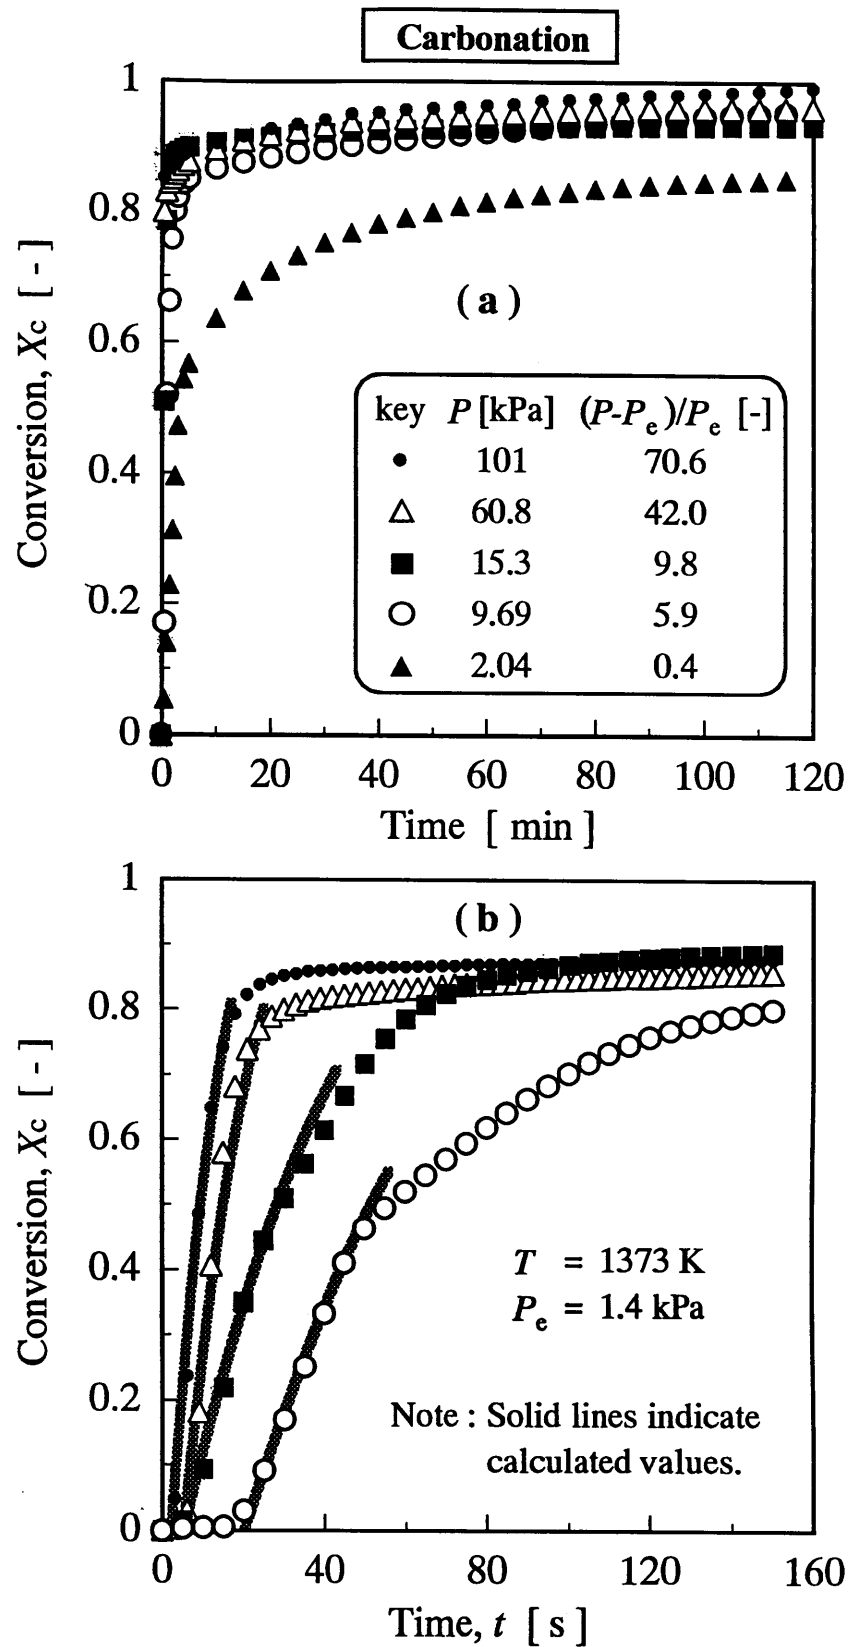 Carbonation
1
0.8
0.6
0.4
0.2
0
Conversion, Xc [ - ]
( a )
key P [kPa] (P-Pe)/Pe [-]
101 70.6
60.8 42.0
15.3 9.8
9.69 5.9
2.04 0.4
0 20 40 60 80 100 120
Time [ min ]
1
0.8
0.6
0.4
0.2
0
Conversion, Xc [ - ]
( b )
T = 1373 K
Pe = 1.4 kPa
Note : Solid lines indicate
calculated values.
0 40 80 120 160
Time, t [ s ]